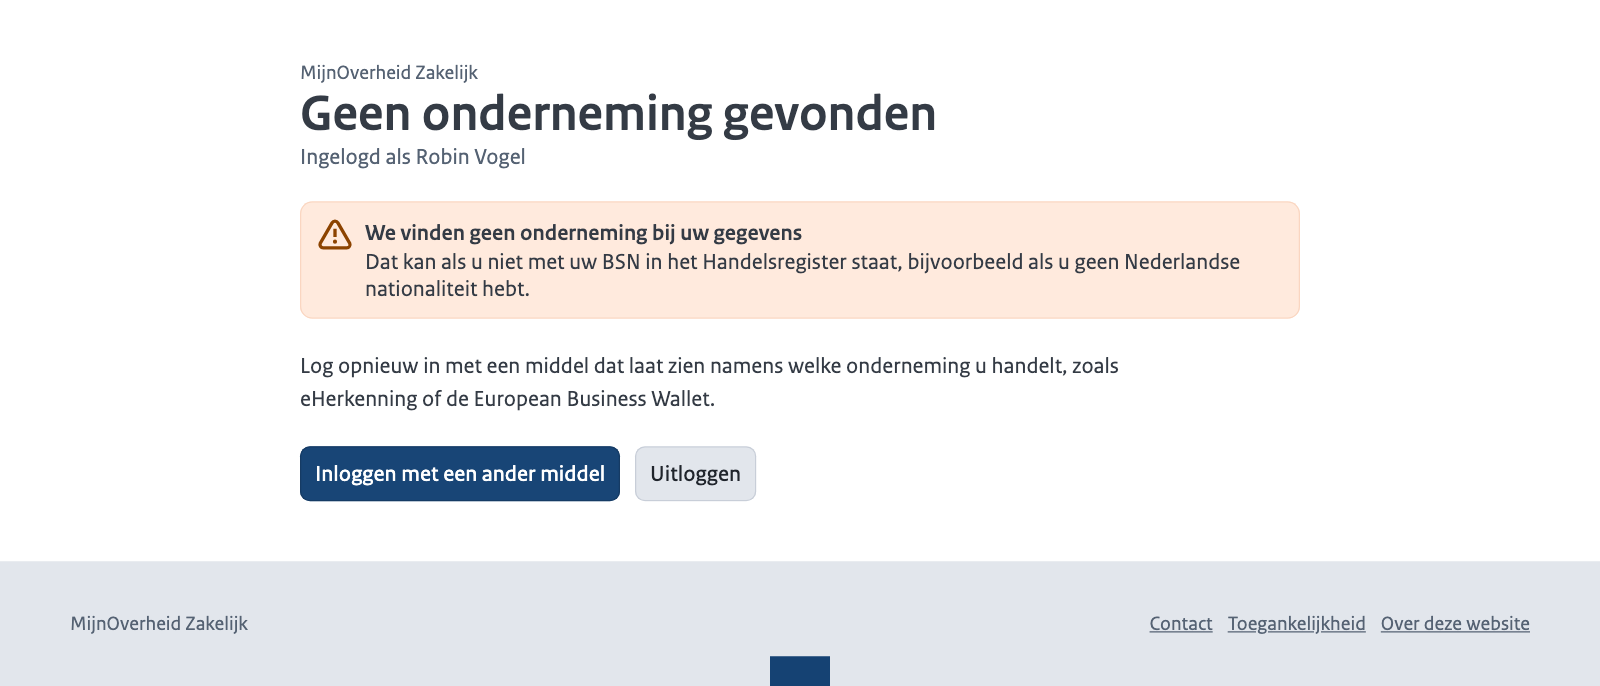 MijnOverheid Zakelijk
Geen onderneming gevonden
Ingelogd als Robin Vogel
We vinden geen onderneming bij uw gegevens
Dat kan als u niet met uw BSN in het Handelsregister staat, bijvoorbeeld als u geen Nederlandse
nationaliteit hebt.
Log opnieuw in met een middel dat laat zien namens welke onderneming u handelt, zoals
eHerkenning of de European Business Wallet.
Inloggen met een ander middel
Uitloggen
MijnOverheid Zakelijk
Contact Toegankelijkheid Over deze website